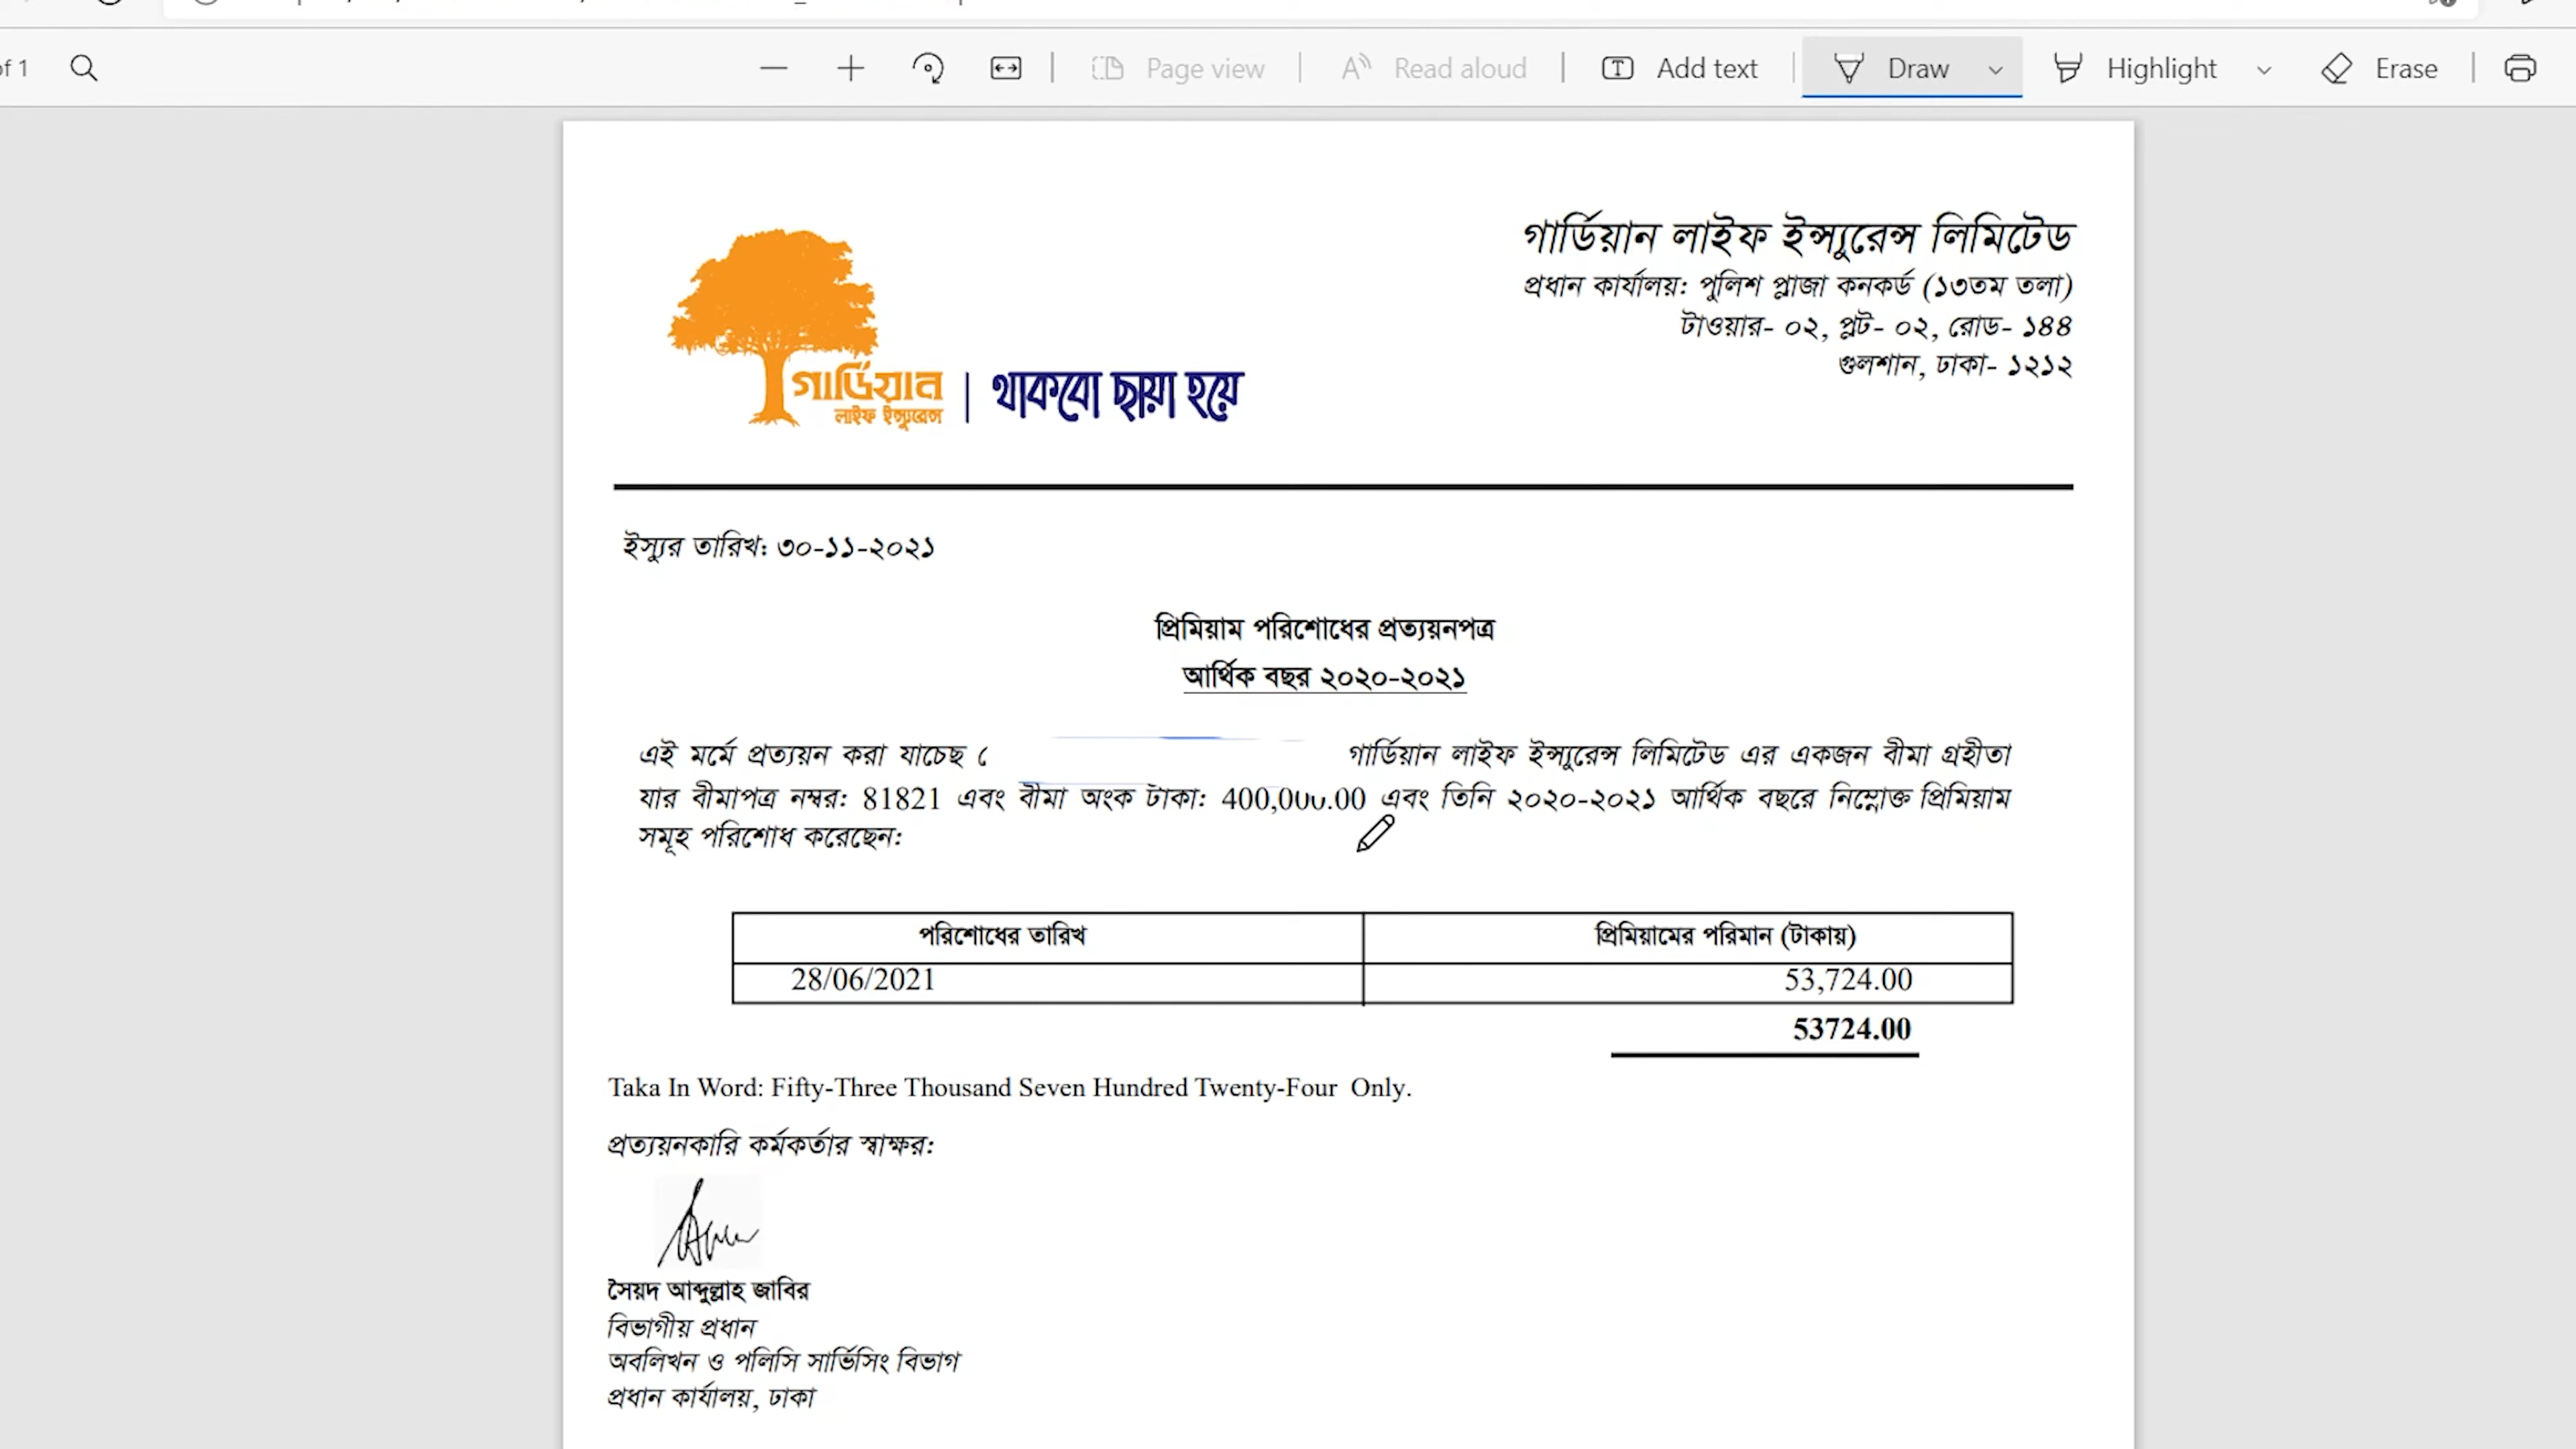 of 1
Page view
Read aloud
Add text
Draw
Highlight
Erase
গার্ডিয়ান
লাইফ ইন্স্যুরেন্স
থাকবো ছায়া হয়ে
গার্ডিয়ান লাইফ ইন্স্যুরেন্স লিমিটেড
প্রধান কার্যালয়: পুলিশ প্লাজা কনকর্ড (১৩তম তলা)
টাওয়ার- ০২, প্লট- ০২, রোড- ১৪৪
গুলশান, ঢাকা- ১২১২
ইস্যুর তারিখ: ৩০-১১-২০২১
প্রিমিয়াম পরিশোধের প্রত্যয়নপত্র
আর্থিক বছর ২০২০-২০২১
এই মর্মে প্রত্যয়ন করা যাচেছ গার্ডিয়ান লাইফ ইন্স্যুরেন্স লিমিটেড এর একজন বীমা গ্রহীতা
যার বীমাপত্র নম্বর: 81821 এবং বীমা অংক টাকা: 400,000.00 এবং তিনি ২০২০-২০২১ আর্থিক বছরে নিম্নোক্ত প্রিমিয়াম
সমূহ পরিশোধ করেছেন:
পরিশোধের তারিখ প্রিমিয়ামের পরিমান (টাকায়)
28/06/2021 53,724.00
53724.00
Taka In Word: Fifty-Three Thousand Seven Hundred Twenty-Four Only.
প্রত্যয়নকারি কর্মকর্তার স্বাক্ষর:
সৈয়দ আব্দুল্লাহ জাবির
বিভাগীয় প্রধান
অবলিখন ও পলিসি সার্ভিসিং বিভাগ
প্রধান কার্যালয়, ঢাকা